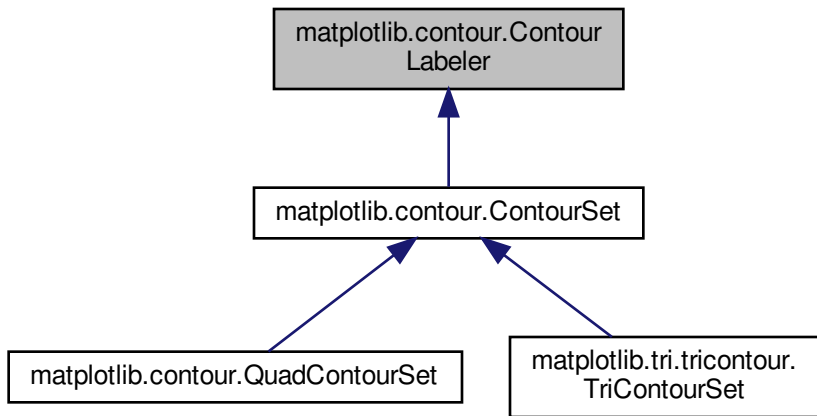 matplotlib.contour.Contour
Labeler
matplotlib.contour.ContourSet
matplotlib.contour.QuadContourSet
matplotlib.tri.tricontour.
TriContourSet